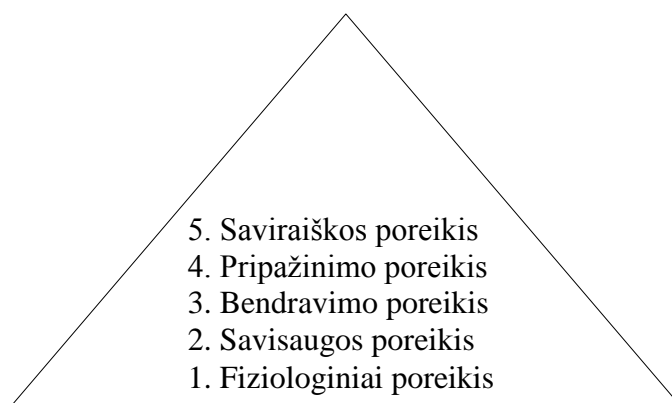 5. Saviraiškos poreikis
4. Pripažinimo poreikis
3. Bendravimo poreikis
2. Savisaugos poreikis
1. Fiziologiniai poreikis